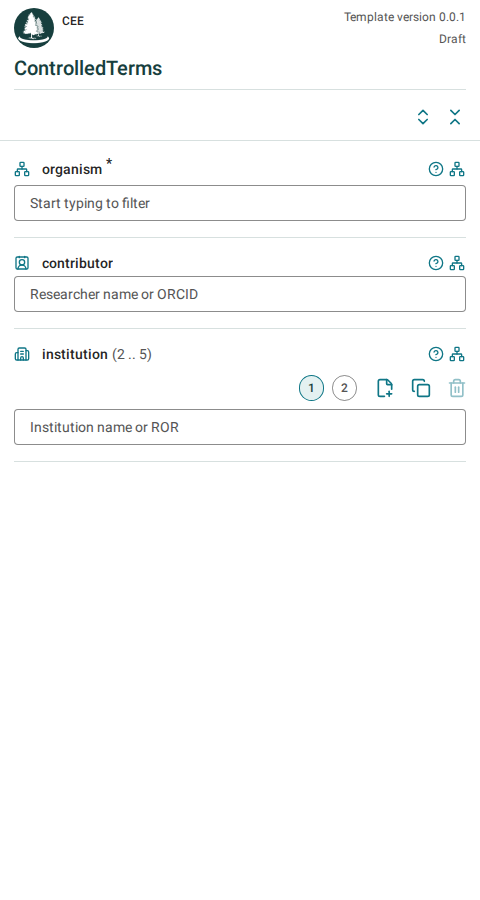 CEE
Template version 0.0.1
Draft
ControlledTerms
organism *
Start typing to filter
contributor
Researcher name or ORCID
institution (2 .. 5)
1 2
Institution name or ROR